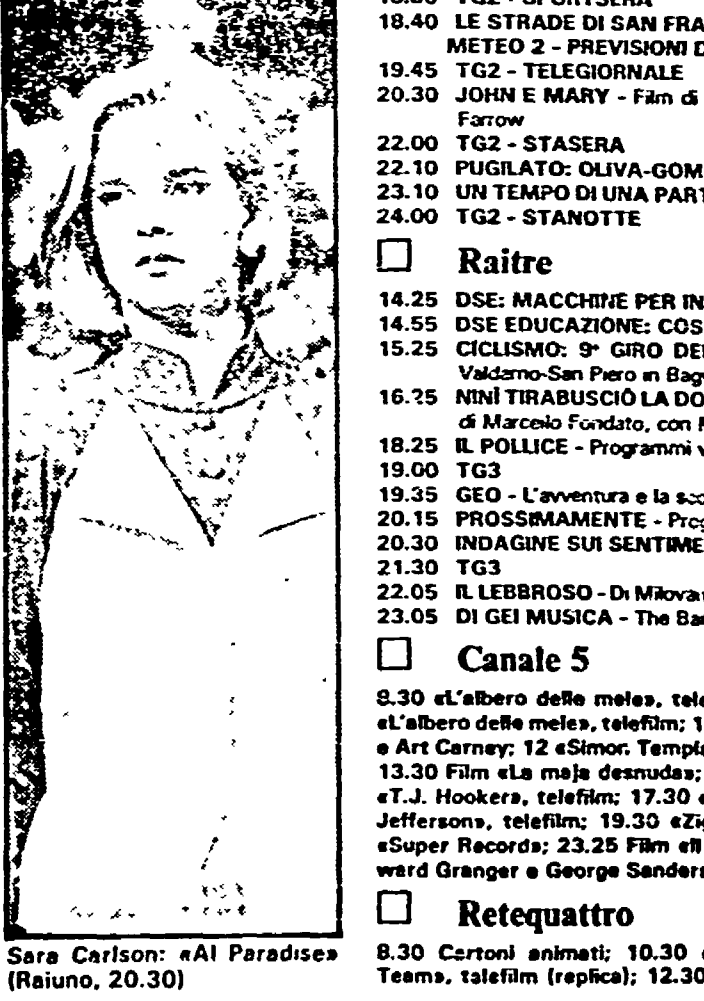 18.40 LE STRADE DI SAN FRA
METEO 2 - PREVISIONI D
19.45 TG2 - TELEGIORNALE
20.30 JOHN E MARY - Film di
Farrow
22.00 TG2 - STASERA
22.10 PUGILATO: OLIVA-GOM
23.10 UN TEMPO DI UNA PART
24.00 TG2 - STANOTTE
Raitre
14.25 DSE: MACCHINE PER IN
14.55 DSE EDUCAZIONE: COS
15.25 CICLISMO: 9° GIRO DEL
Valdarno-San Piero in Bag
16.25 NINÌ TIRABUSCIÒ LA DO
di Marcello Fondato, con
18.25 IL POLLICE - Programmi v
19.00 TG3
19.35 GEO - L'avventura e la sco
20.15 PROSSIMAMENTE - Prog
20.30 INDAGINE SUI SENTIME
21.30 TG3
22.05 IL LEBBROSO - Di Milovan
23.05 DI GEI MUSICA - The Ba
Canale 5
8.30 «L'albero delle mele», tele
«L'albero delle mele», telefilm; 1
e Art Carney; 12 «Simon Templa
13.30 Film «La maja desnuda»;
«T.J. Hooker», telefilm; 17.30 «
Jefferson», telefilm; 19.30 «Zig
«Super Record»; 23.25 Film «Il
ward Granger e George Sanders
Retequattro
8.30 Cartoni animati; 10.30 «
Team», telefilm (replica); 12.30
Sara Carlson: «Al Paradise»
(Raiuno, 20.30)